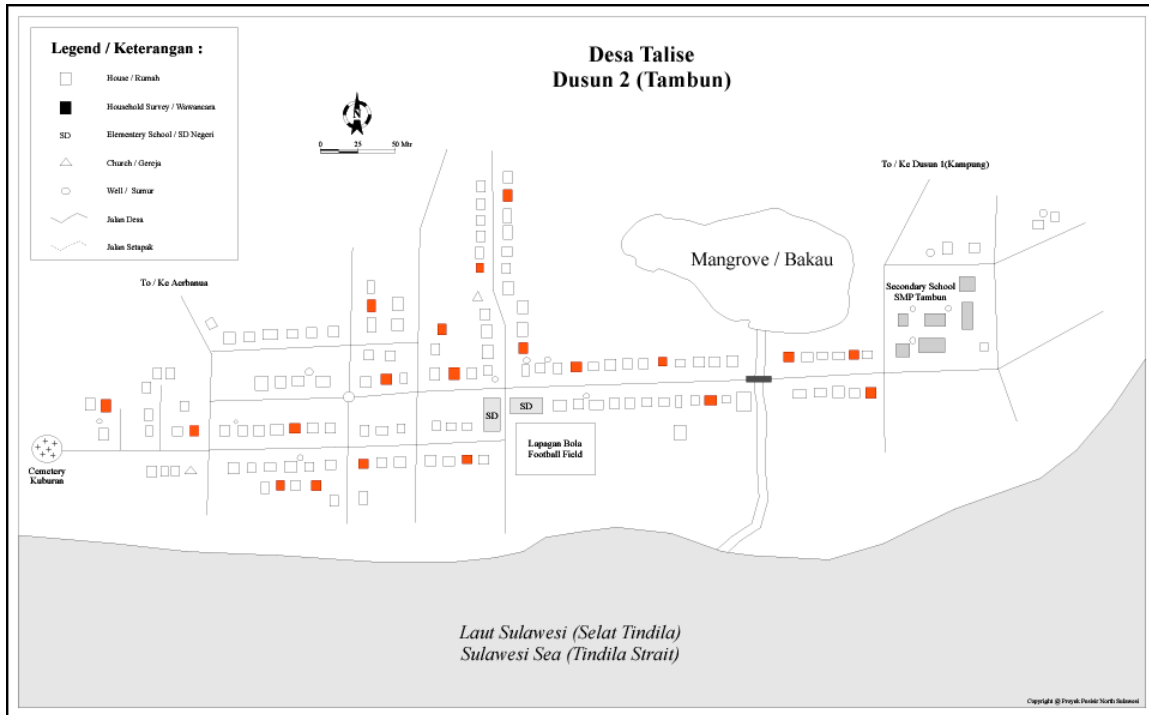 Legend / Keterangan :
House / Rumah
Household Survey / Wawancara
SD
Elementery School / SD Negeri
Church / Gereja
Well / Sumur
Jalan Desa
Jalan Setapak
Desa Talise
Dusun 2 (Tambun)
N
0 25 50 Mtr
To / Ke Dusun 1(Kampung)
Mangrove / Bakau
To / Ke Aerbanua
Secondary School
SMP Tambun
SD
SD
Lapagan Bola
Football Field
Cemetery
Kuburan
Laut Sulawesi (Selat Tindila)
Sulawesi Sea (Tindila Strait)
Copyright @ Proyek Pesisir North Sulawesi